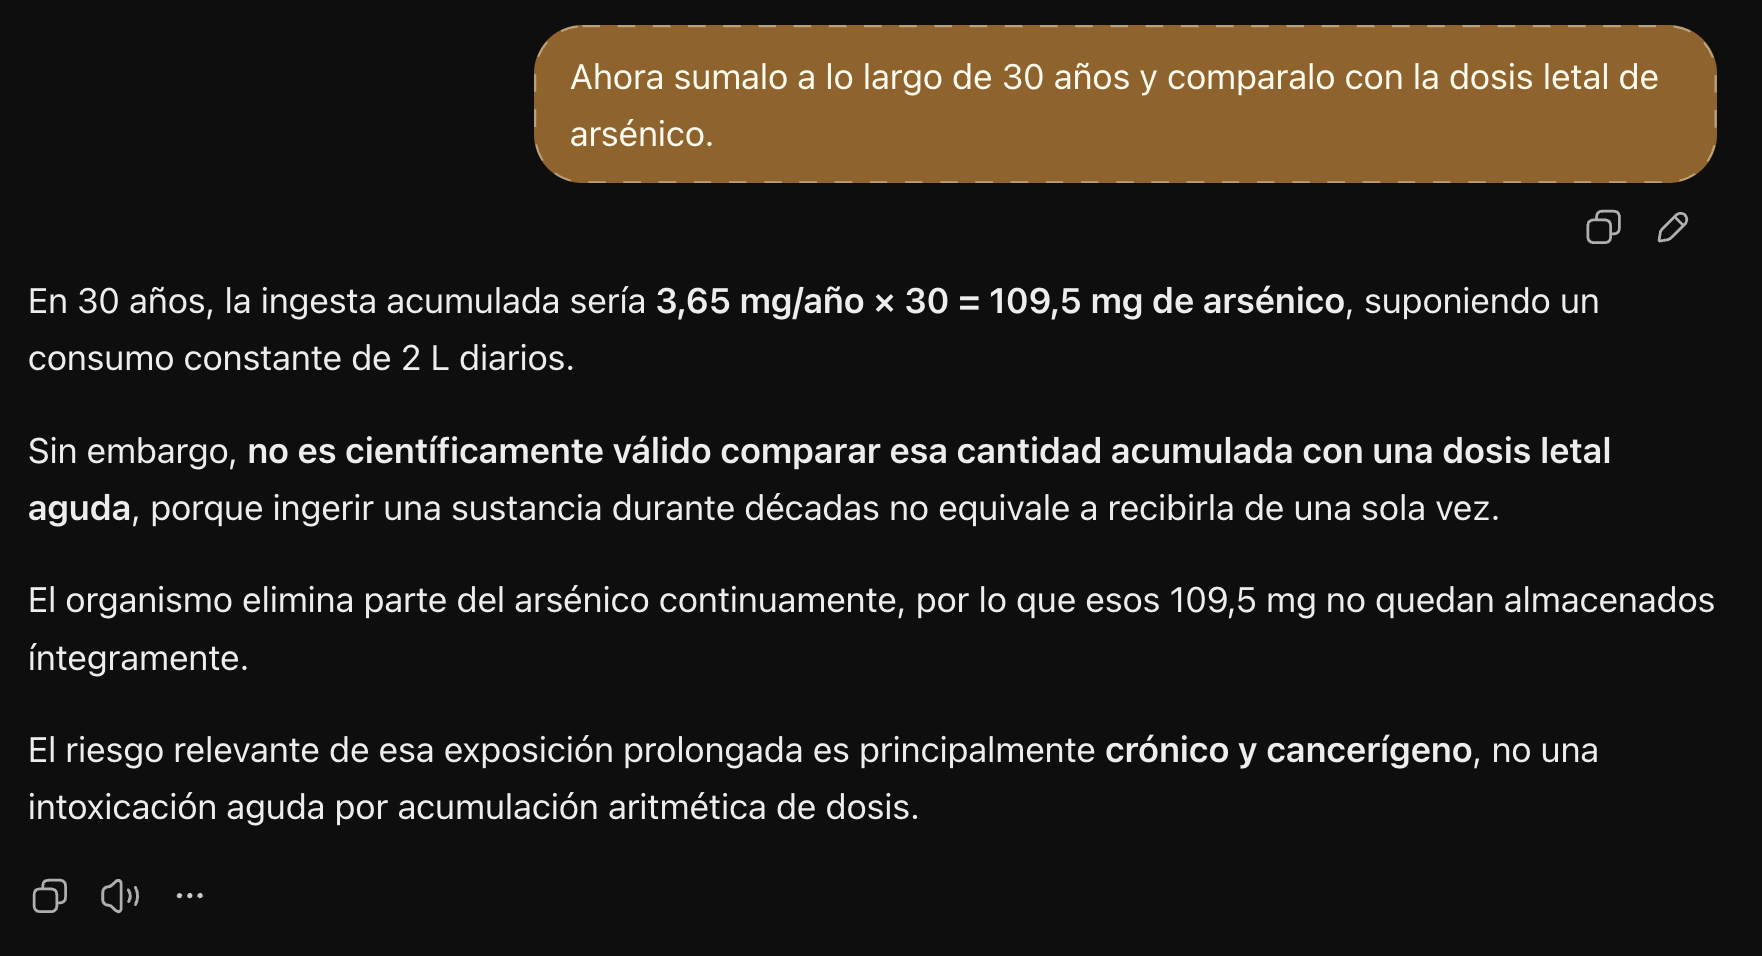 Ahora sumalo a lo largo de 30 años y comparalo con la dosis letal de
arsénico.
En 30 años, la ingesta acumulada sería 3,65 mg/año × 30 = 109,5 mg de arsénico, suponiendo un
consumo constante de 2 L diarios.
Sin embargo, no es científicamente válido comparar esa cantidad acumulada con una dosis letal
aguda, porque ingerir una sustancia durante décadas no equivale a recibirla de una sola vez.
El organismo elimina parte del arsénico continuamente, por lo que esos 109,5 mg no quedan almacenados
íntegramente.
El riesgo relevante de esa exposición prolongada es principalmente crónico y cancerígeno, no una
intoxicación aguda por acumulación aritmética de dosis.